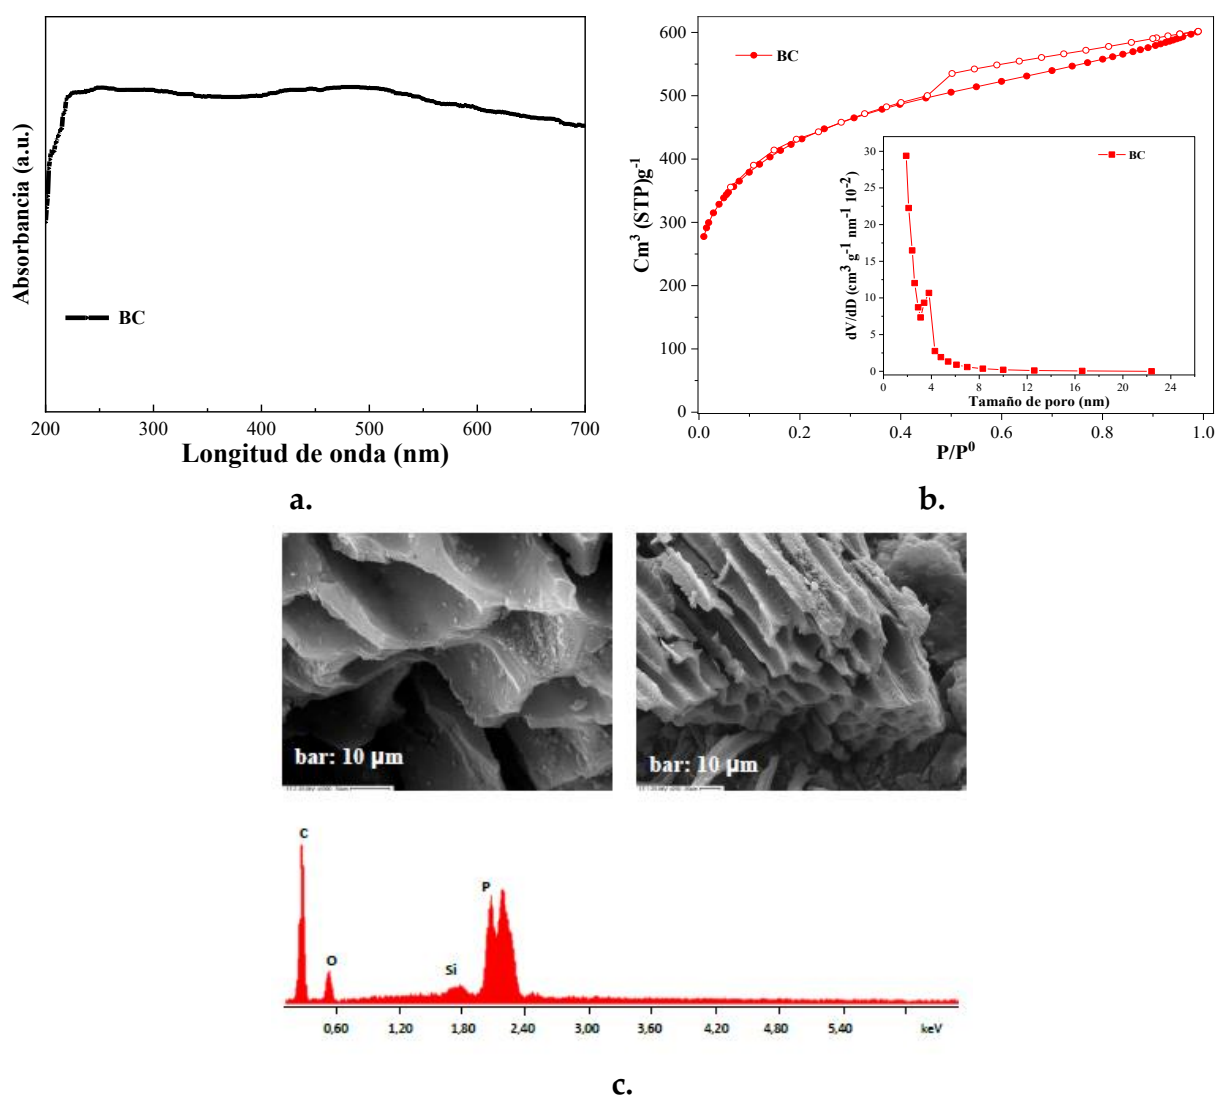 Absorbancia (a.u.)
BC
200 300 400 500 600 700
Longitud de onda (nm)
a.
Cm³ (STP)g⁻¹
600
500
400
300
200
100
0
BC
0.0 0.2 0.4 0.6 0.8 1.0
P/P⁰
dV/dD (cm³ g⁻¹ nm⁻¹ 10⁻²)
30
25
20
15
10
5
0
BC
0 4 8 12 16 20 24
Tamaño de poro (nm)
b.
bar: 10 µm
bar: 10 µm
C
O
Si
P
0,60 1,20 1,80 2,40 3,00 3,60 4,20 4,80 5,40 keV
c.